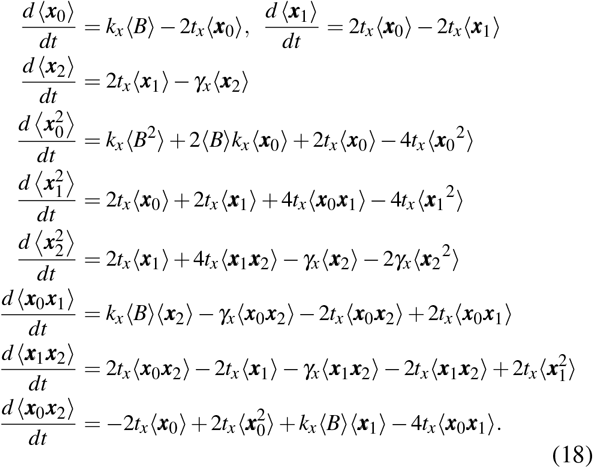 d⟨x₀⟩/dt = kₓ⟨B⟩ − 2tₓ⟨x₀⟩, d⟨x₁⟩/dt = 2tₓ⟨x₀⟩ − 2tₓ⟨x₁⟩
d⟨x₂⟩/dt = 2tₓ⟨x₁⟩ − γₓ⟨x₂⟩
d⟨x₀²⟩/dt = kₓ⟨B²⟩ + 2⟨B⟩kₓ⟨x₀⟩ + 2tₓ⟨x₀⟩ − 4tₓ⟨x₀²⟩
d⟨x₁²⟩/dt = 2tₓ⟨x₀⟩ + 2tₓ⟨x₁⟩ + 4tₓ⟨x₀x₁⟩ − 4tₓ⟨x₁²⟩
d⟨x₂²⟩/dt = 2tₓ⟨x₁⟩ + 4tₓ⟨x₁x₂⟩ − γₓ⟨x₂⟩ − 2γₓ⟨x₂²⟩
d⟨x₀x₁⟩/dt = kₓ⟨B⟩⟨x₂⟩ − γₓ⟨x₀x₂⟩ − 2tₓ⟨x₀x₂⟩ + 2tₓ⟨x₀x₁⟩
d⟨x₁x₂⟩/dt = 2tₓ⟨x₀x₂⟩ − 2tₓ⟨x₁⟩ − γₓ⟨x₁x₂⟩ − 2tₓ⟨x₁x₂⟩ + 2tₓ⟨x₁²⟩
d⟨x₀x₂⟩/dt = −2tₓ⟨x₀⟩ + 2tₓ⟨x₀²⟩ + kₓ⟨B⟩⟨x₁⟩ − 4tₓ⟨x₀x₁⟩.
(18)